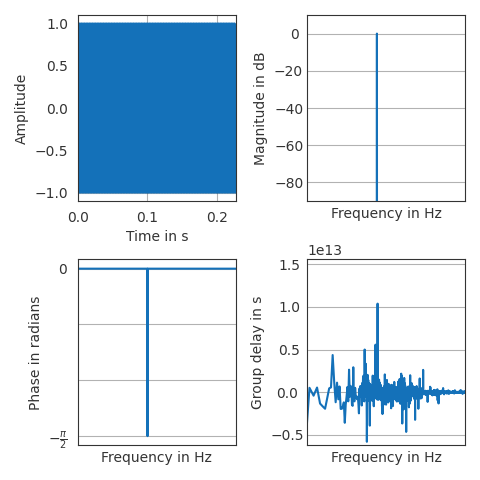 1.0
0.5
0.0
−0.5
−1.0
Amplitude
0.0 0.1 0.2
Time in s
0
−20
−40
−60
−80
Magnitude in dB
Frequency in Hz
0
−π/2
Phase in radians
Frequency in Hz
1e13
1.5
1.0
0.5
0.0
−0.5
Group delay in s
Frequency in Hz